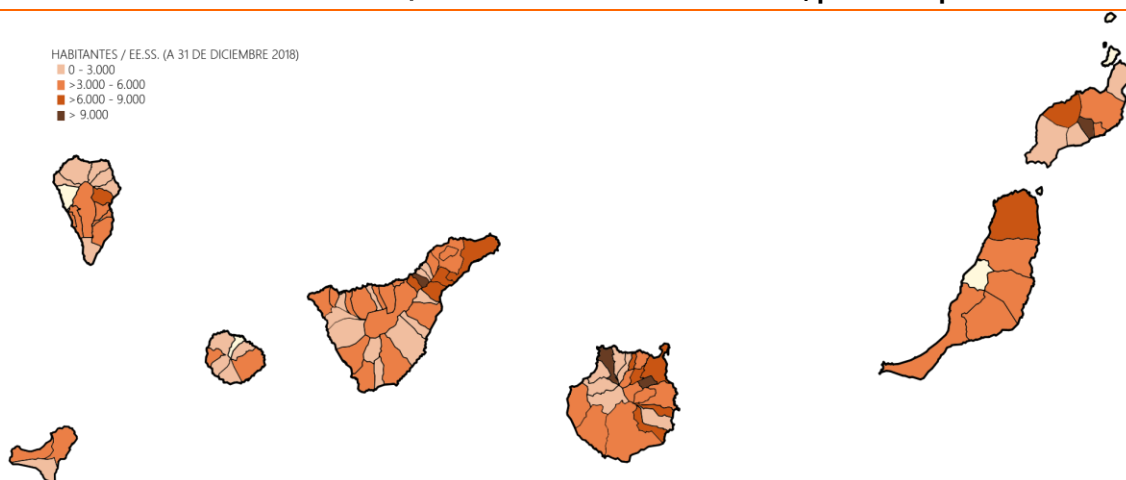 HABITANTES / EE.SS. (A 31 DE DICIEMBRE 2018)
0 - 3.000
>3.000 - 6.000
>6.000 - 9.000
> 9.000